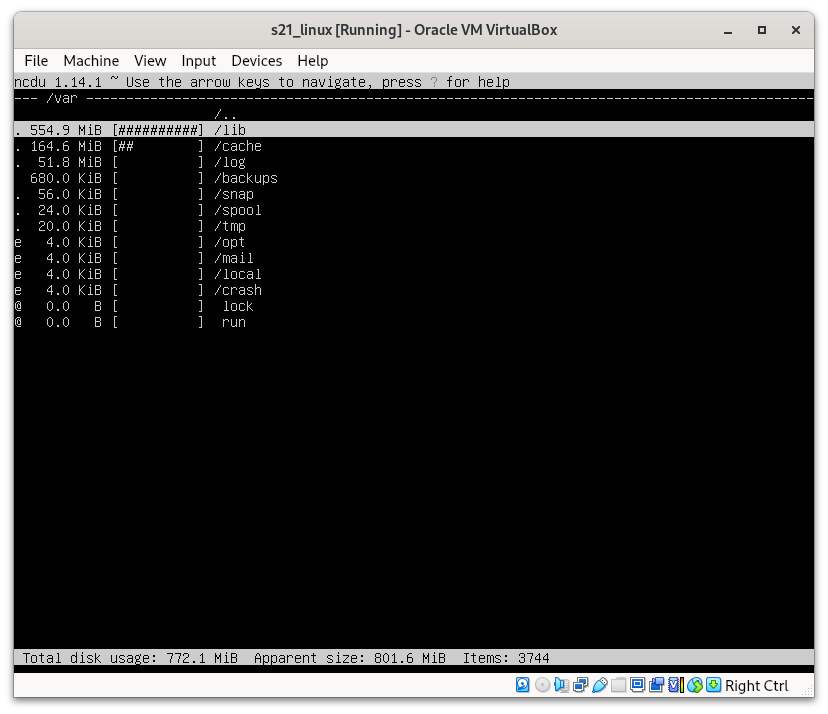 s21_linux [Running] - Oracle VM VirtualBox
File Machine View Input Devices Help
ncdu 1.14.1 ~ Use the arrow keys to navigate, press ? for help
--- /var ----------------------------------------------------------------------------------------
/..
. 554.9 MiB [##########] /lib
. 164.6 MiB [##        ] /cache
.  51.8 MiB [          ] /log
  680.0 KiB [          ] /backups
.  56.0 KiB [          ] /snap
.  24.0 KiB [          ] /spool
.  20.0 KiB [          ] /tmp
e   4.0 KiB [          ] /opt
e   4.0 KiB [          ] /mail
e   4.0 KiB [          ] /local
e   4.0 KiB [          ] /crash
@   0.0   B [          ]  lock
@   0.0   B [          ]  run
Total disk usage: 772.1 MiB  Apparent size: 801.6 MiB  Items: 3744
Right Ctrl